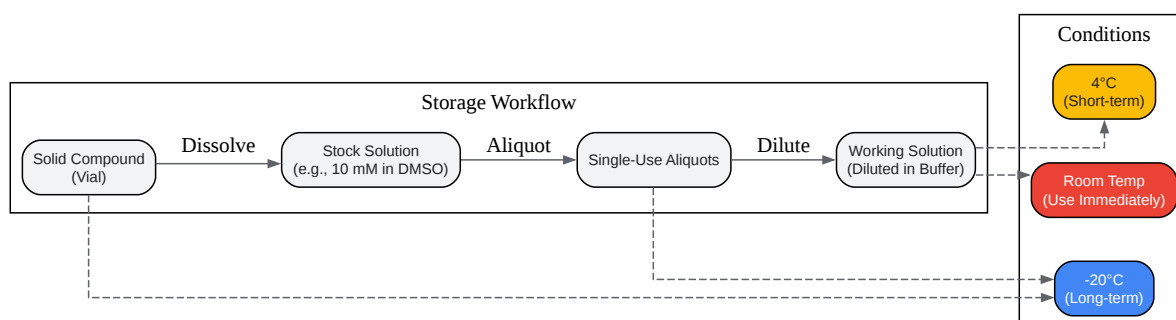 Storage Workflow
Solid Compound
(Vial)
Dissolve
Stock Solution
(e.g., 10 mM in DMSO)
Aliquot
Single-Use Aliquots
Dilute
Working Solution
(Diluted in Buffer)
Conditions
4°C
(Short-term)
Room Temp
(Use Immediately)
-20°C
(Long-term)